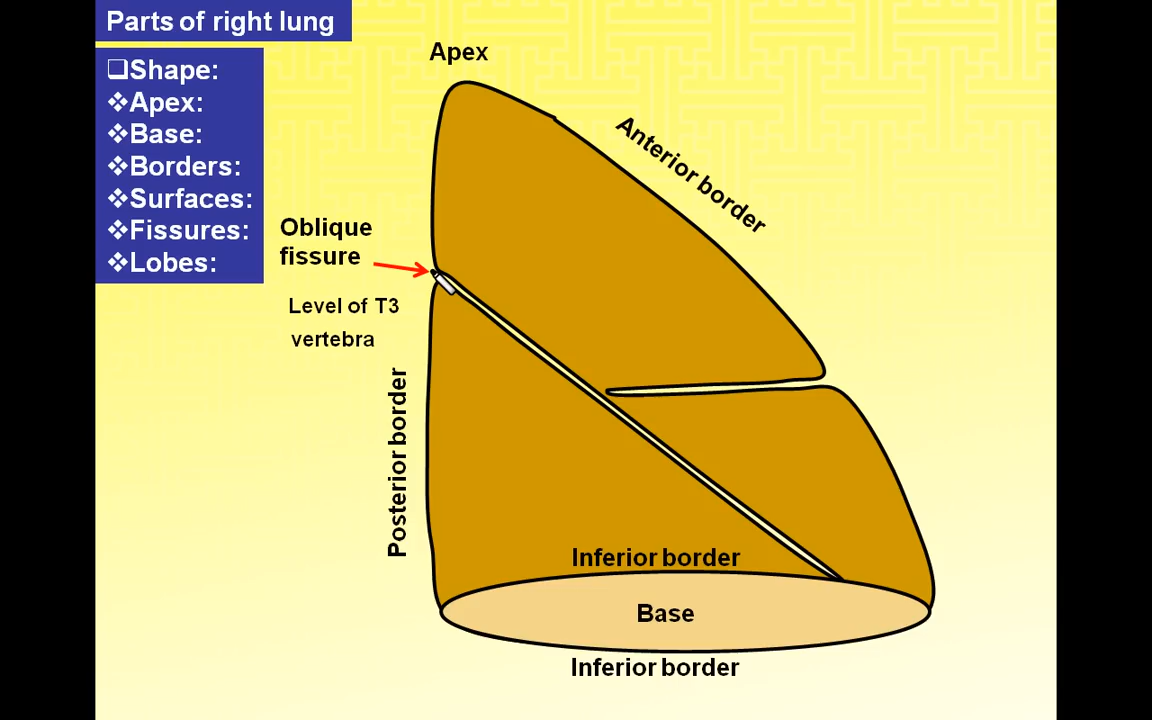 Parts of right lung
❑Shape:
❖Apex:
❖Base:
❖Borders:
❖Surfaces:
❖Fissures:
❖Lobes:
Apex
Anterior border
Oblique
fissure
Level of T3
vertebra
Posterior border
Inferior border
Base
Inferior border